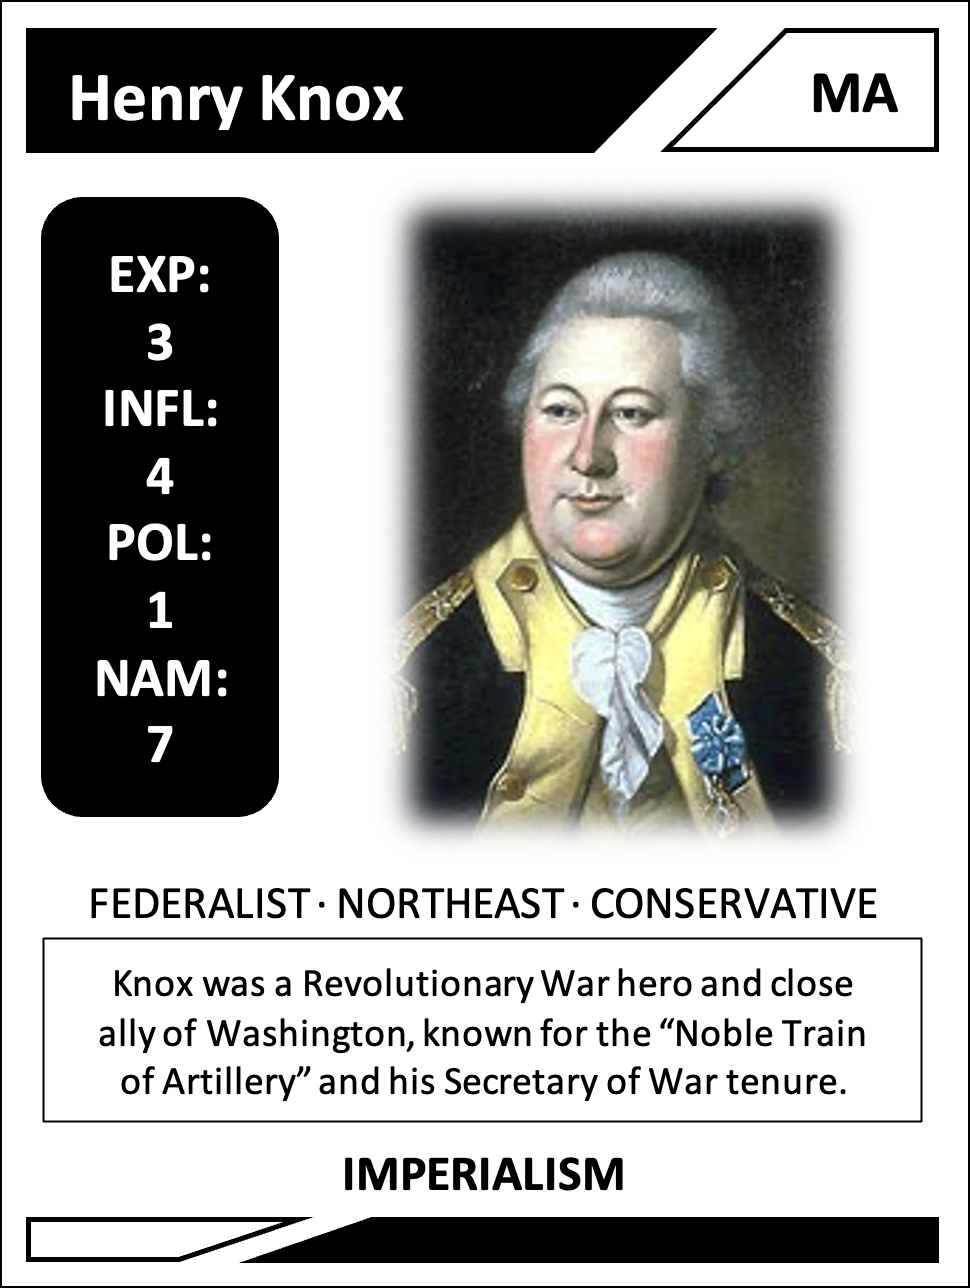 Henry Knox
MA
EXP:
3
INFL:
4
POL:
1
NAM:
7
FEDERALIST · NORTHEAST · CONSERVATIVE
Knox was a Revolutionary War hero and close
ally of Washington, known for the “Noble Train
of Artillery” and his Secretary of War tenure.
IMPERIALISM